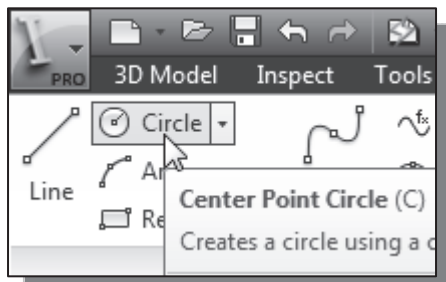 PRO
3D Model Inspect Tools
Circle
Line
Center Point Circle (C)
Creates a circle using a